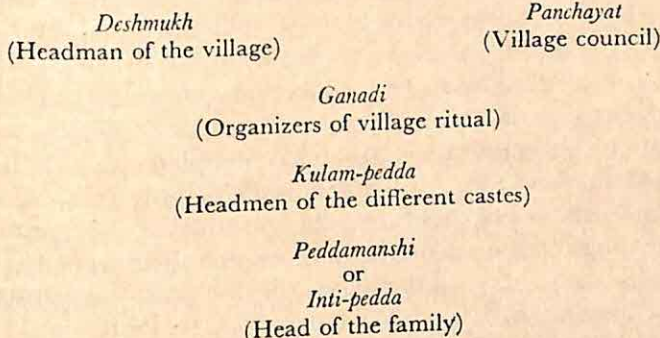 Deshmukh
(Headman of the village)
Panchayat
(Village council)
Ganadi
(Organizers of village ritual)
Kulam-pedda
(Headmen of the different castes)
Peddamanshi
or
Inti-pedda
(Head of the family)